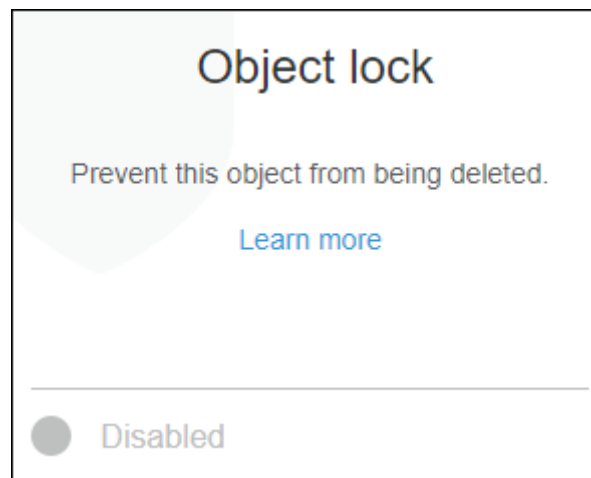 Object lock
Prevent this object from being deleted.
Learn more
Disabled